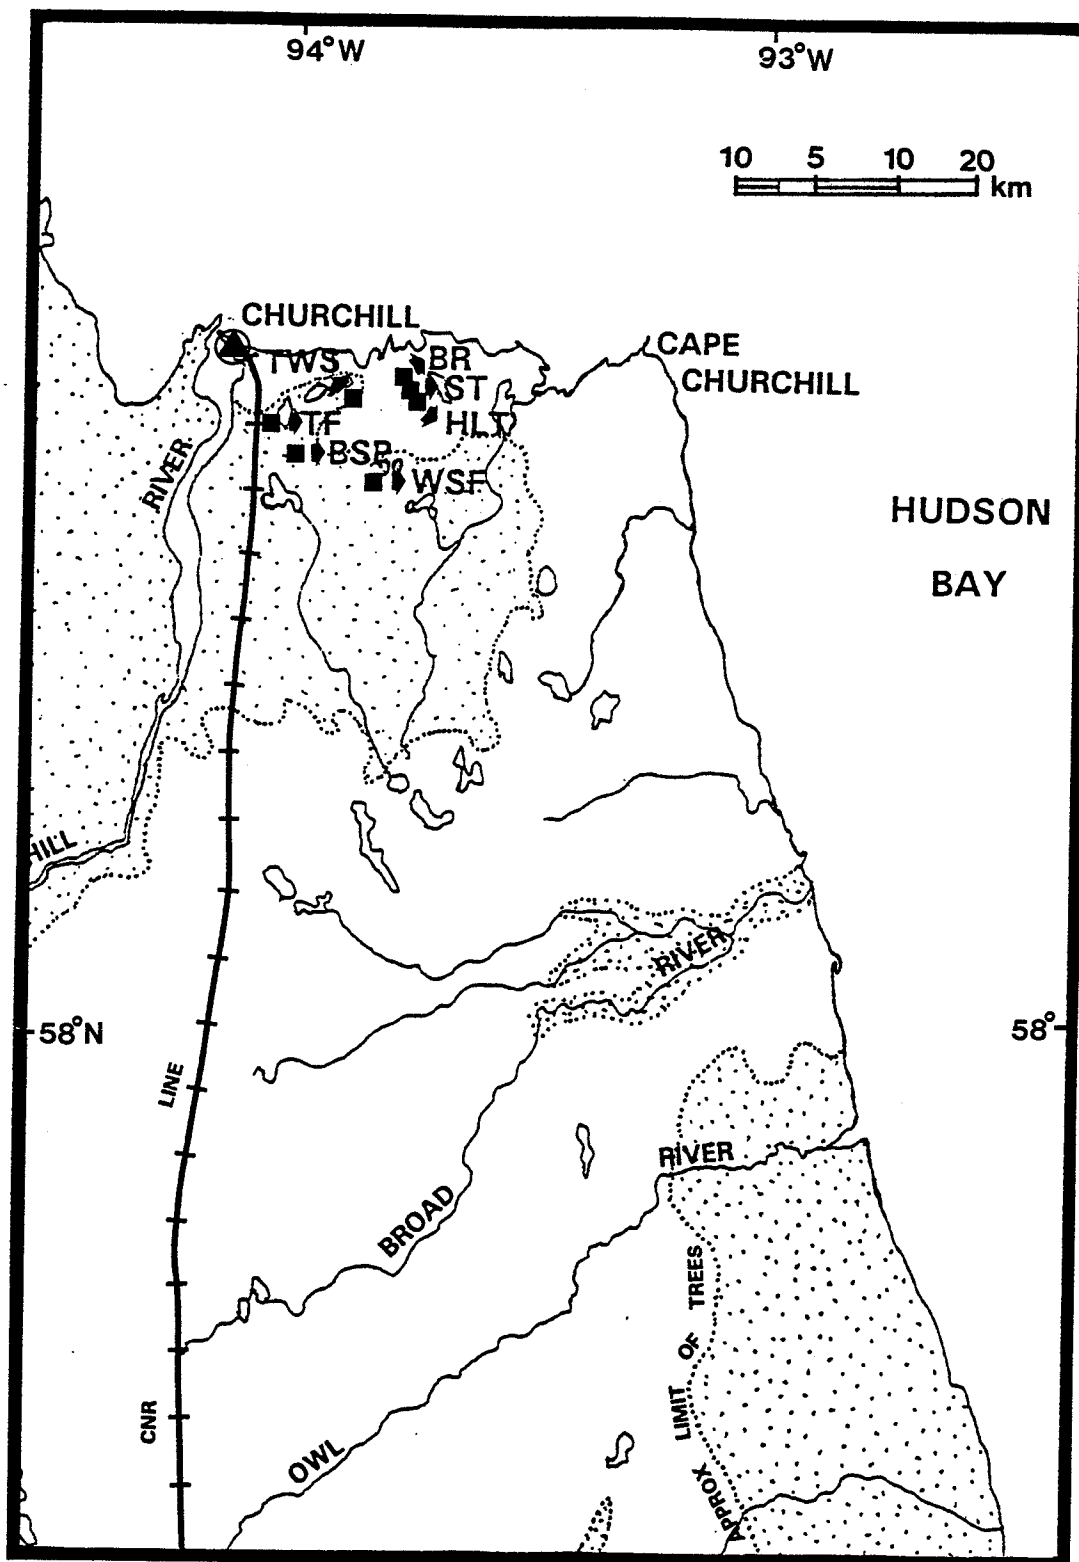 94°W
93°W
10 5 10 20 km
CHURCHILL
CAPE
CHURCHILL
TWS
BR
ST
HLT
TF
BSP
WSF
RIVER
HUDSON
BAY
HILL
RIVER
58°N
58°
LINE
RIVER
BROAD
TREES
OF
LIMIT
APPROX
CNR
OWL